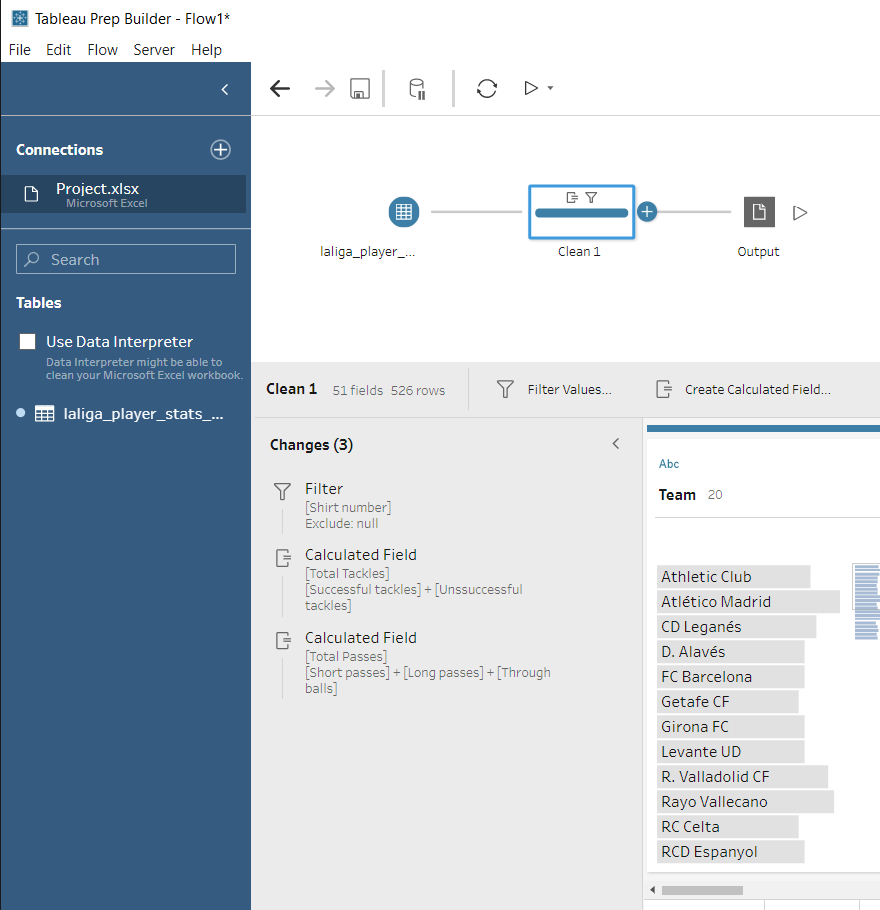 Tableau Prep Builder - Flow1*
File Edit Flow Server Help
Connections
Project.xlsx
Microsoft Excel
Search
Tables
Use Data Interpreter
Data Interpreter might be able to
clean your Microsoft Excel workbook.
laliga_player_stats_...
laliga_player_...
Clean 1
Output
Clean 1 51 fields 526 rows Filter Values... Create Calculated Field...
Changes (3)
Filter
[Shirt number]
Exclude: null
Calculated Field
[Total Tackles]
[Successful tackles] + [Unssuccessful
tackles]
Calculated Field
[Total Passes]
[Short passes] + [Long passes] + [Through
balls]
Abc
Team 20
Athletic Club
Atlético Madrid
CD Leganés
D. Alavés
FC Barcelona
Getafe CF
Girona FC
Levante UD
R. Valladolid CF
Rayo Vallecano
RC Celta
RCD Espanyol